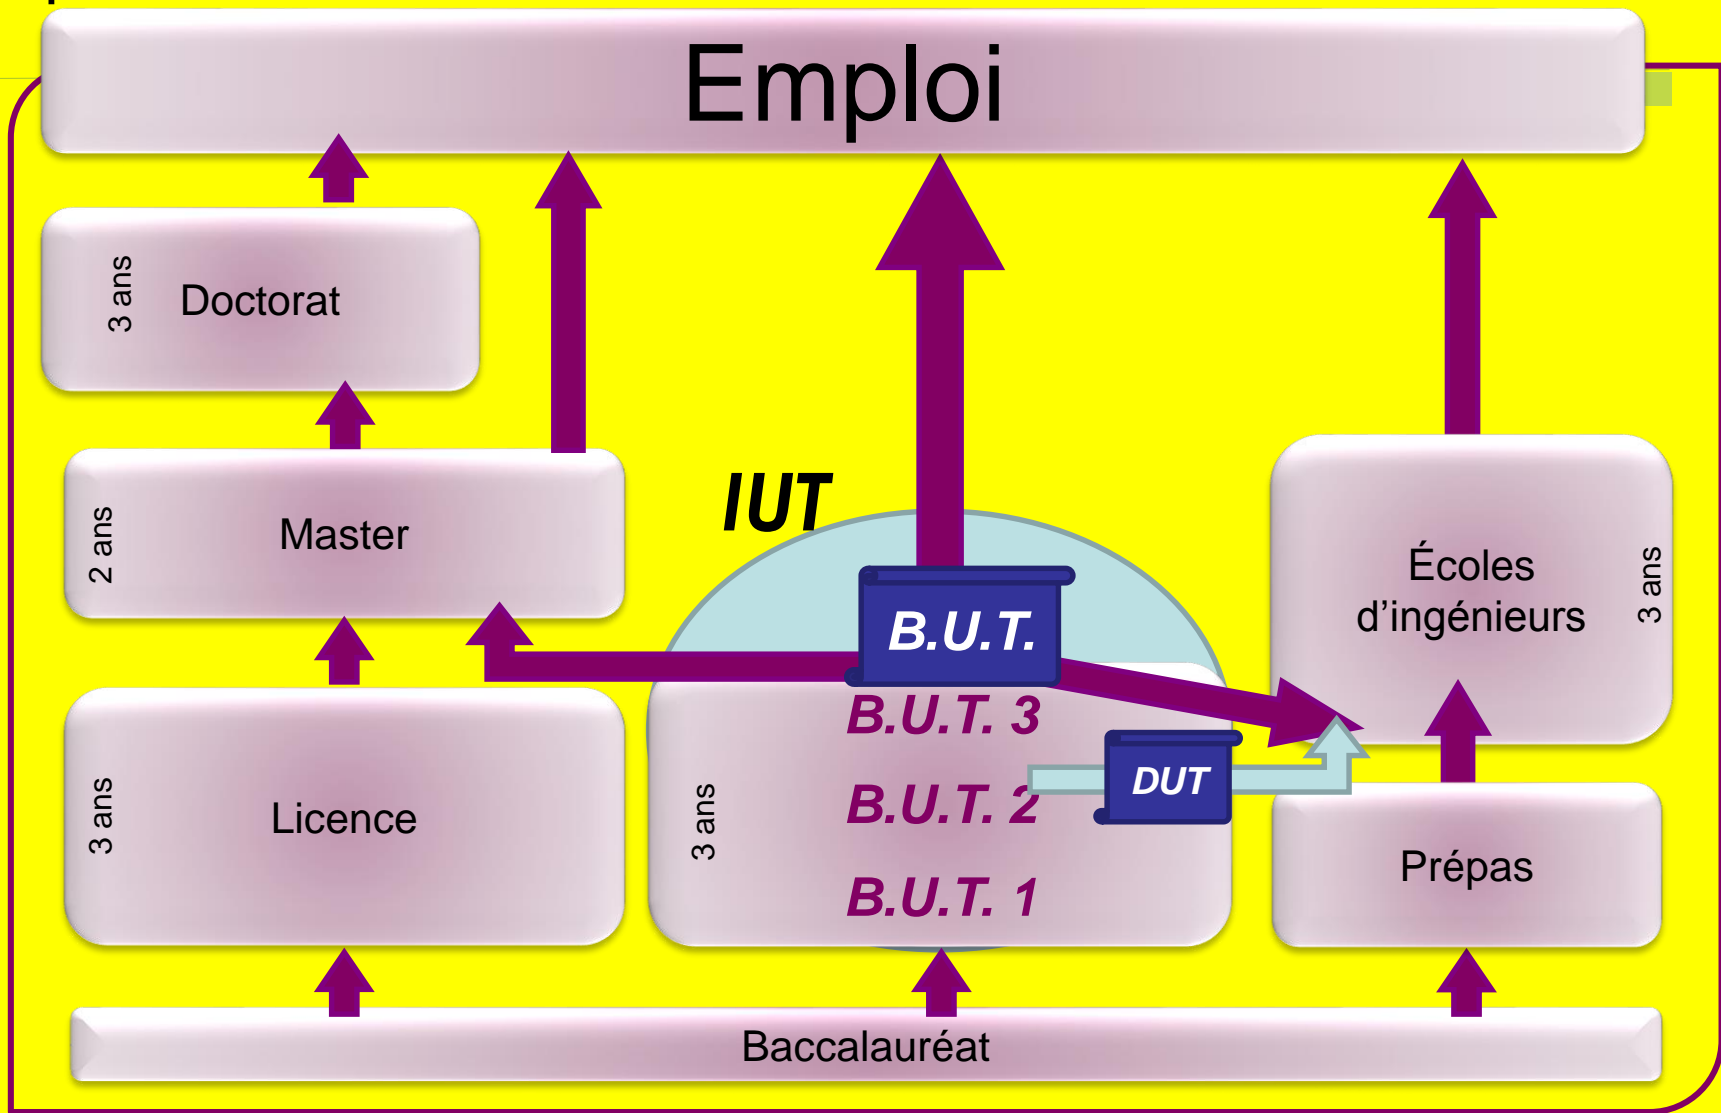 Emploi
3 ans
Doctorat
2 ans
Master
IUT
B.U.T.
Écoles
d’ingénieurs
3 ans
3 ans
Licence
3 ans
B.U.T. 3
B.U.T. 2
B.U.T. 1
DUT
Prépas
Baccalauréat